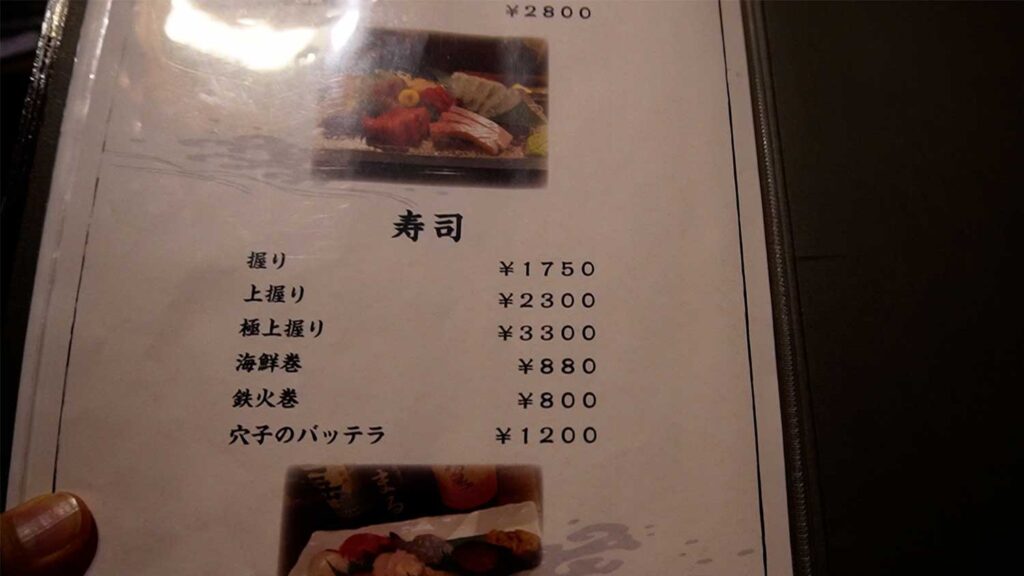 ¥2800
寿司
握り ¥1750
上握り ¥2300
極上握り ¥3300
海鮮巻 ¥880
鉄火巻 ¥800
穴子のバッテラ ¥1200